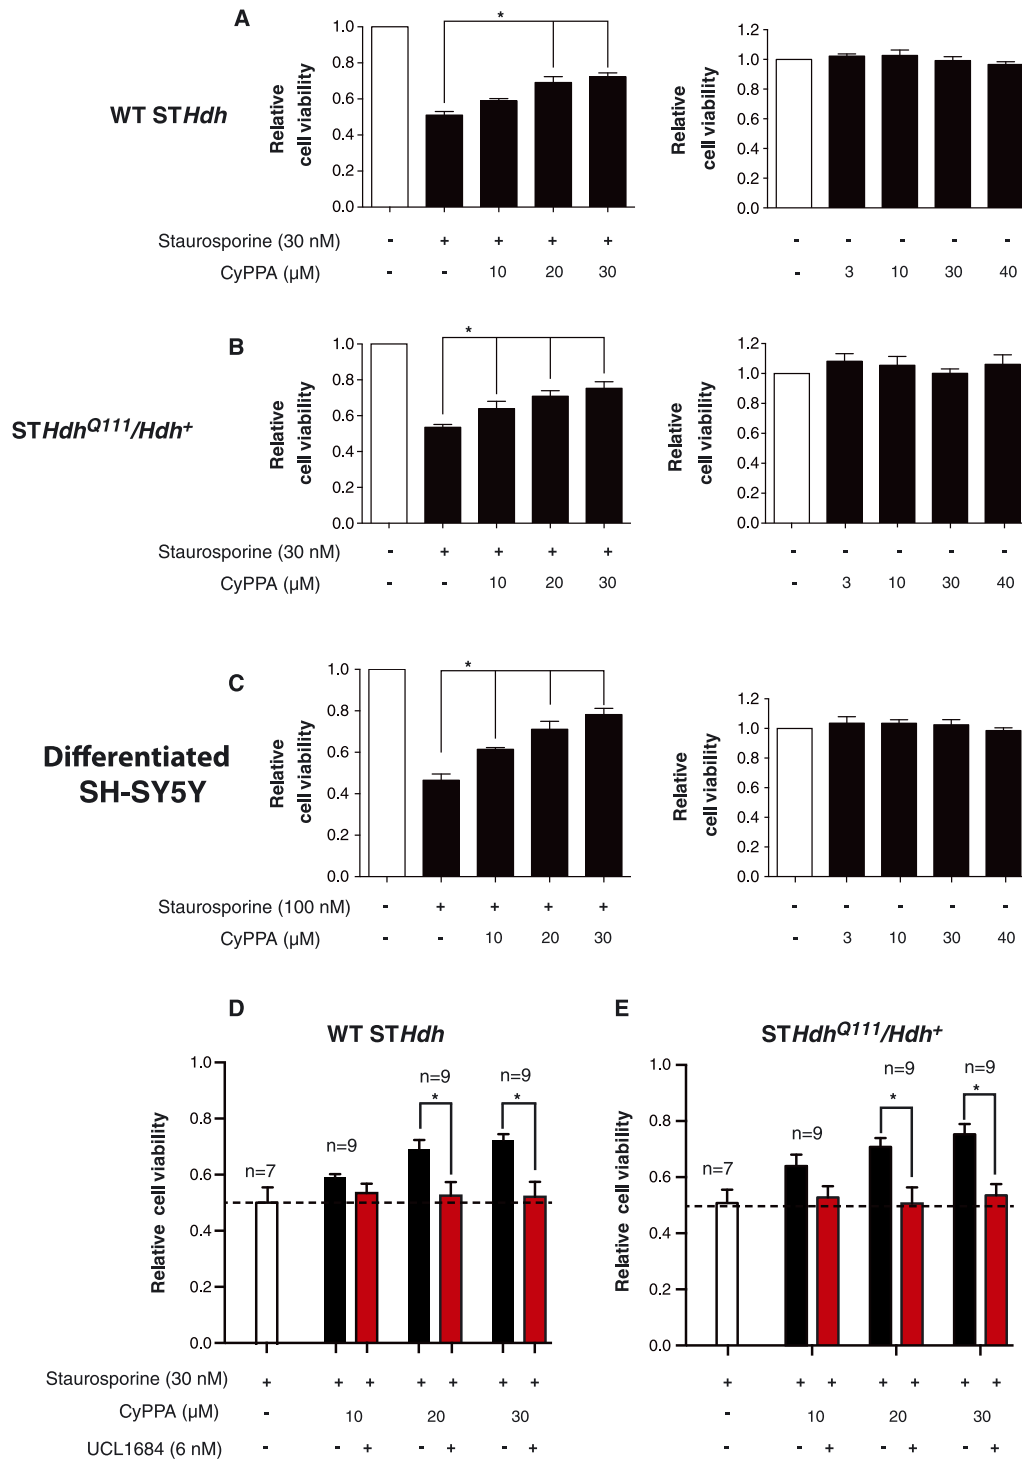 A
WT STHdh
Relative cell viability
1.0
0.8
0.6
0.4
0.2
0.0
*
Staurosporine (30 nM) - + + + +
CyPPA (µM) - - 10 20 30
Relative cell viability
1.2
1.0
0.8
0.6
0.4
0.2
0.0
- - - - -
- 3 10 30 40
B
STHdhQ111/Hdh+
Relative cell viability
1.0
0.8
0.6
0.4
0.2
0.0
*
Staurosporine (30 nM) - + + + +
CyPPA (µM) - - 10 20 30
Relative cell viability
1.2
1.0
0.8
0.6
0.4
0.2
0.0
- - - - -
- 3 10 30 40
C
Differentiated
SH-SY5Y
Relative cell viability
1.0
0.8
0.6
0.4
0.2
0.0
*
Staurosporine (100 nM) - + + + +
CyPPA (µM) - - 10 20 30
Relative cell viability
1.2
1.0
0.8
0.6
0.4
0.2
0.0
- - - - -
- 3 10 30 40
D
WT STHdh
Relative cell viability
1.0
0.8
0.6
0.4
0.2
0.0
n=7
n=9
n=9
*
n=9
*
Staurosporine (30 nM) + + + + + + +
CyPPA (µM) - 10 20 30
UCL1684 (6 nM) - - + - + - +
E
STHdhQ111/Hdh+
Relative cell viability
1.0
0.8
0.6
0.4
0.2
0.0
n=7
n=9
n=9
*
n=9
*
+ + + + + + +
- 10 20 30
- - + - + - +